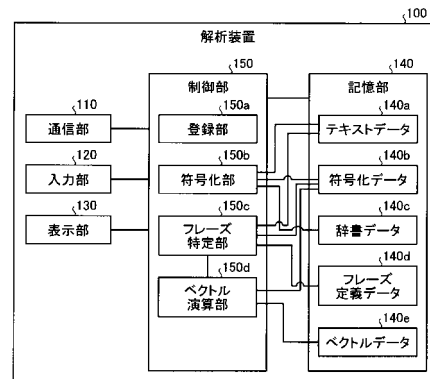 100
解析装置
110
通信部
120
入力部
130
表示部
150
制御部
150a
登録部
150b
符号化部
150c
フレーズ
特定部
150d
ベクトル
演算部
140
記憶部
140a
テキストデータ
140b
符号化データ
140c
辞書データ
140d
フレーズ
定義データ
140e
ベクトルデータ